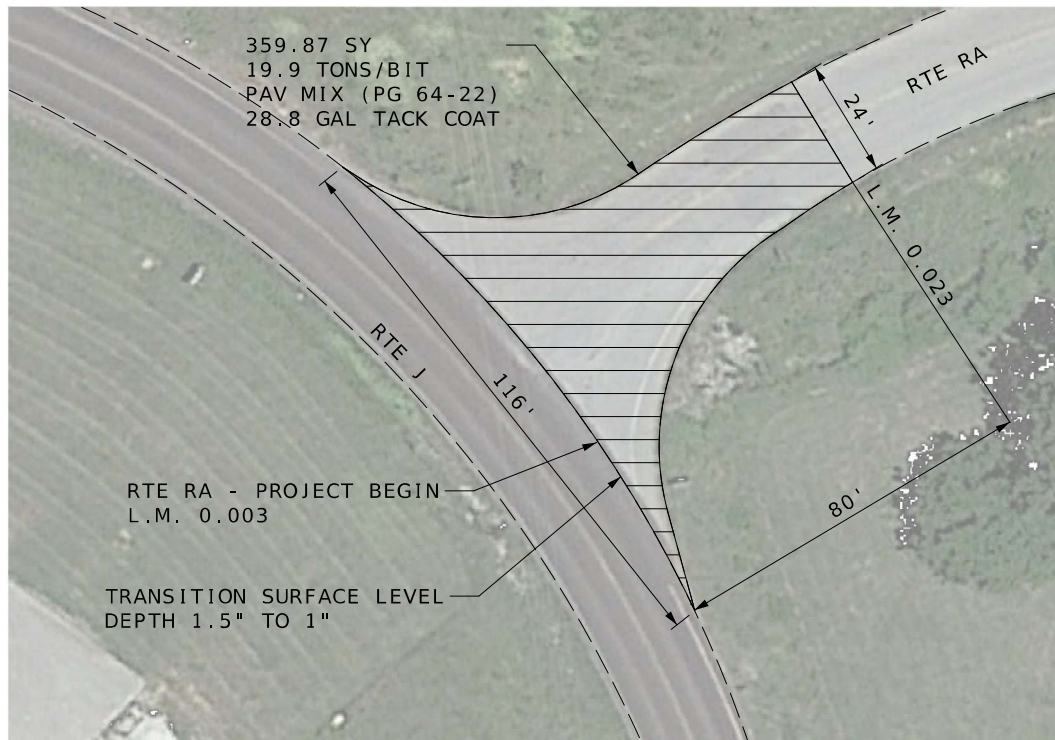 359.87 SY
19.9 TONS/BIT
PAV MIX (PG 64-22)
28.8 GAL TACK COAT
RTE RA
24'
L.M. 0.023
RTE J
116'
80'
RTE RA - PROJECT BEGIN
L.M. 0.003
TRANSITION SURFACE LEVEL
DEPTH 1.5" TO 1"